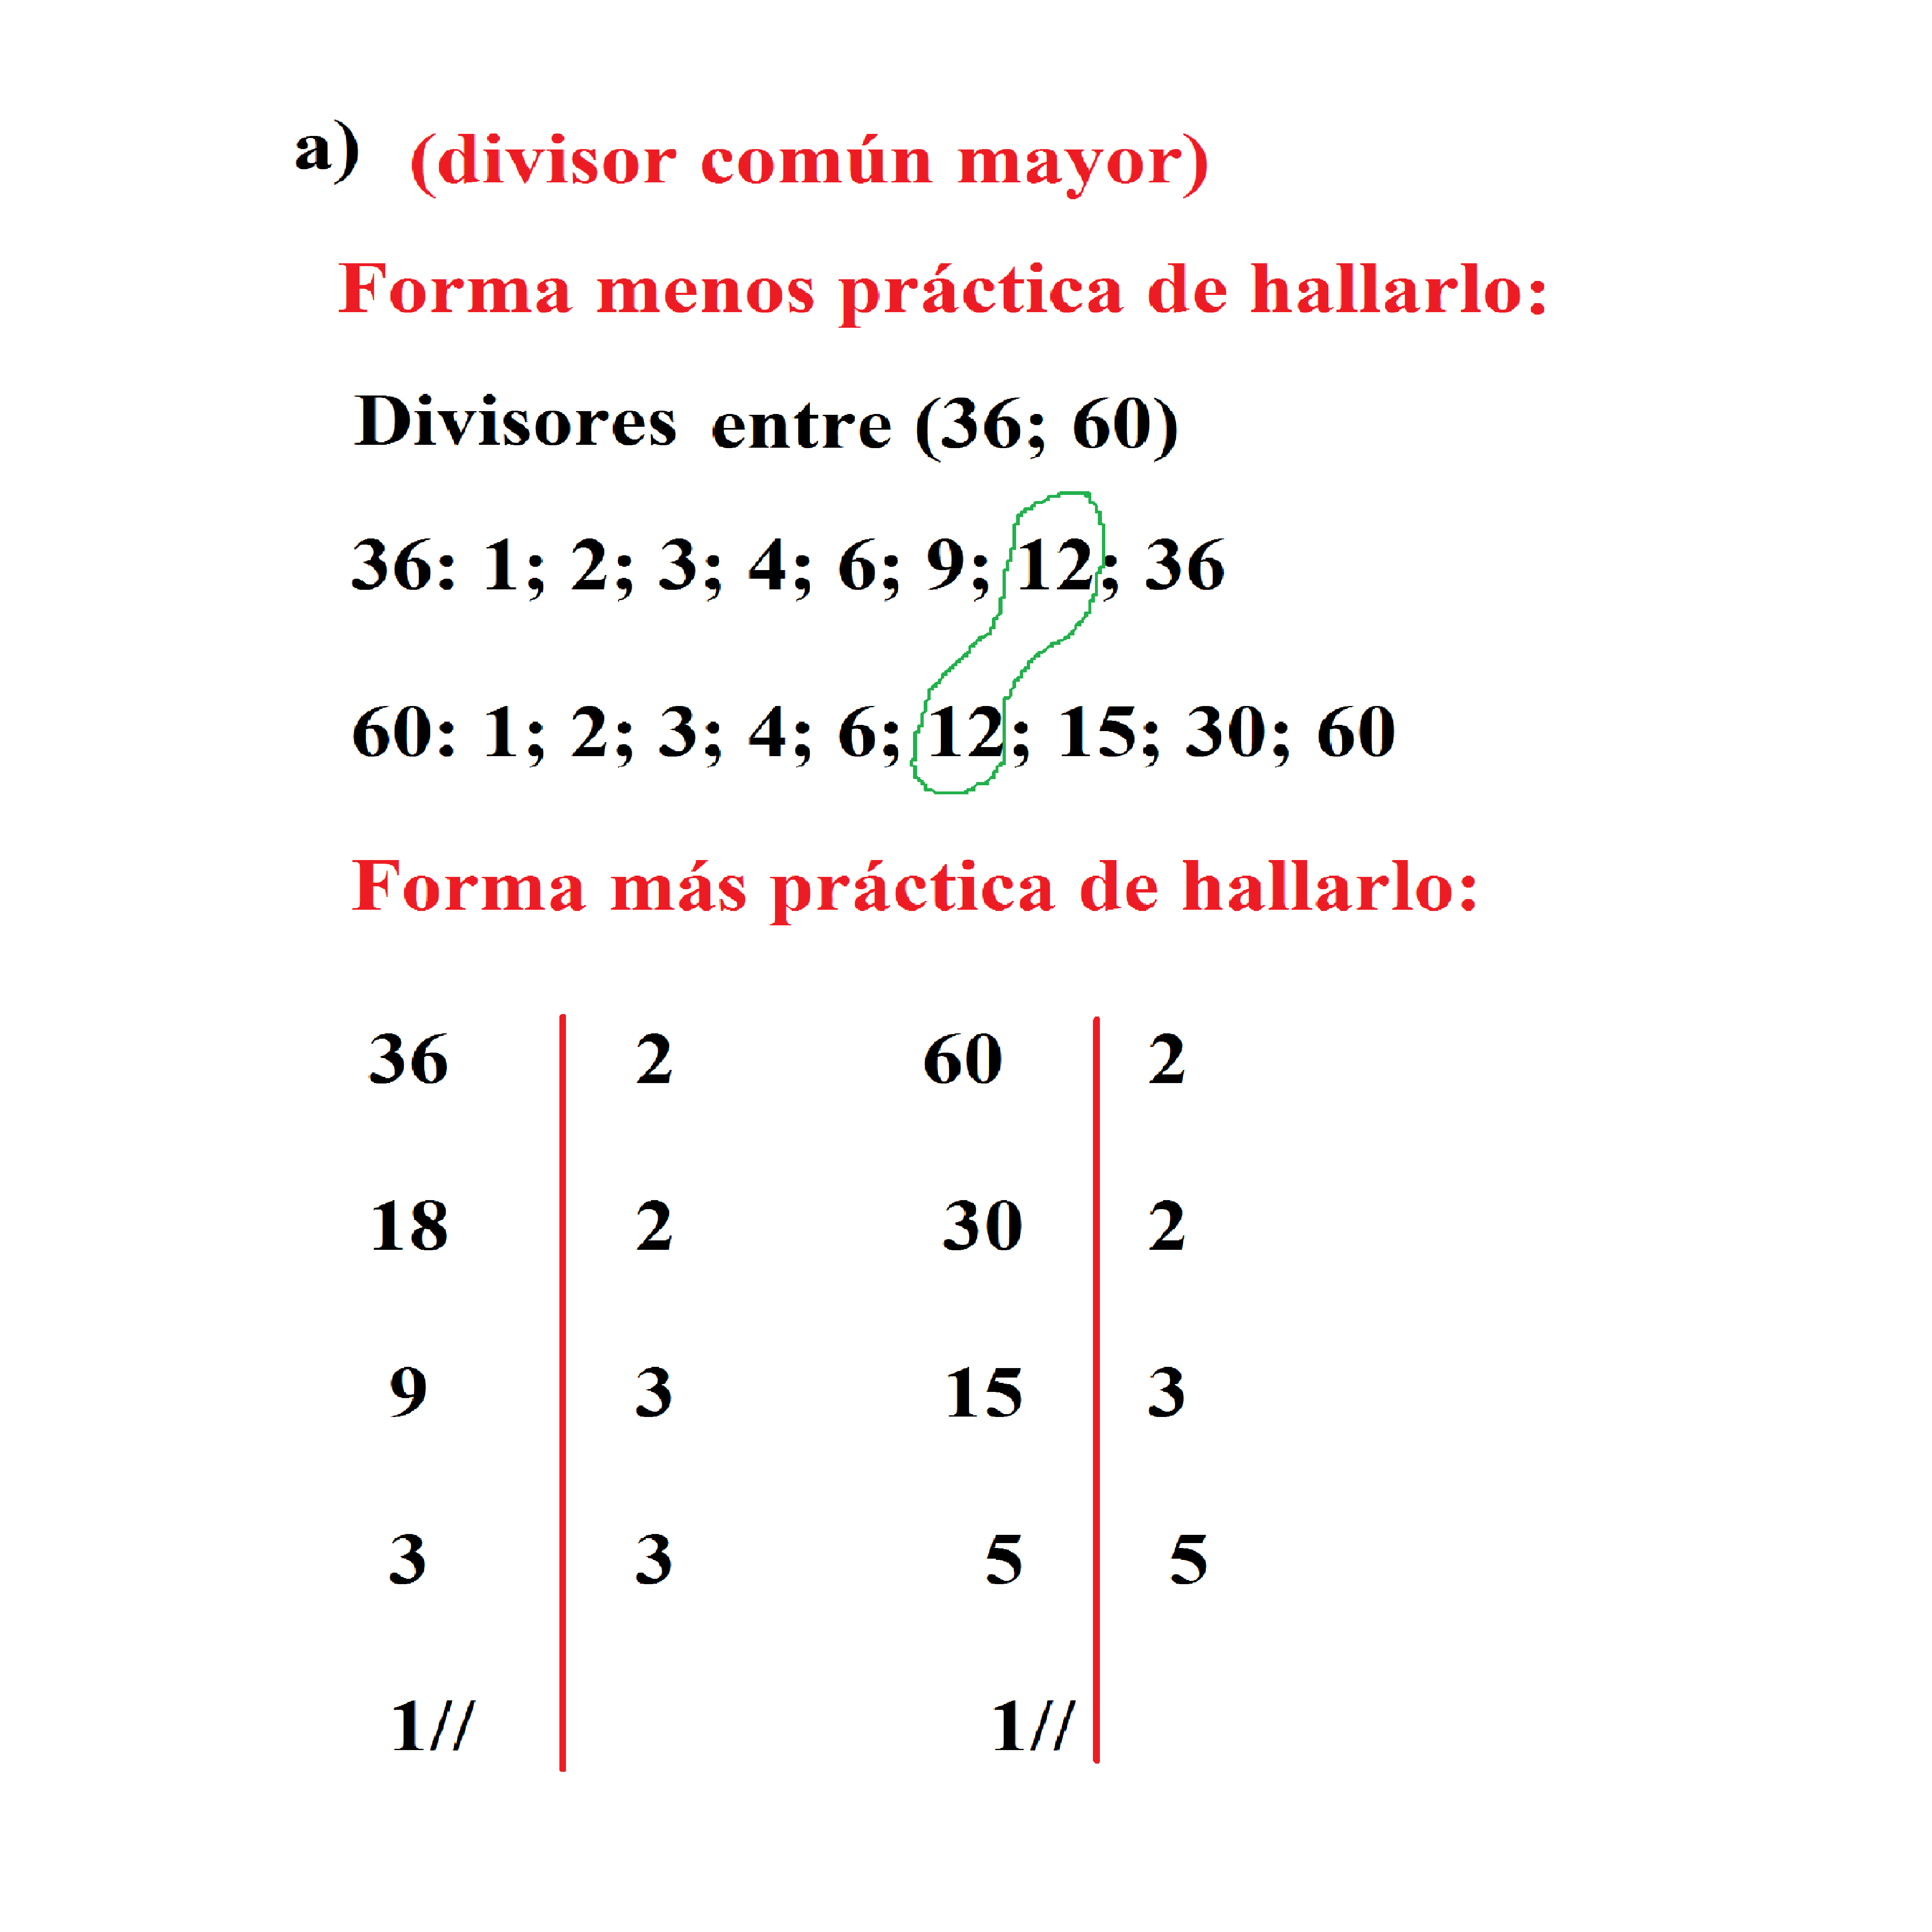 a) (divisor común mayor)
Forma menos práctica de hallarlo:
Divisores entre (36; 60)
36: 1; 2; 3; 4; 6; 9; 12; 36
60: 1; 2; 3; 4; 6; 12; 15; 30; 60
Forma más práctica de hallarlo:
36 2 60 2
18 2 30 2
9 3 15 3
3 3 5 5
1// 1//